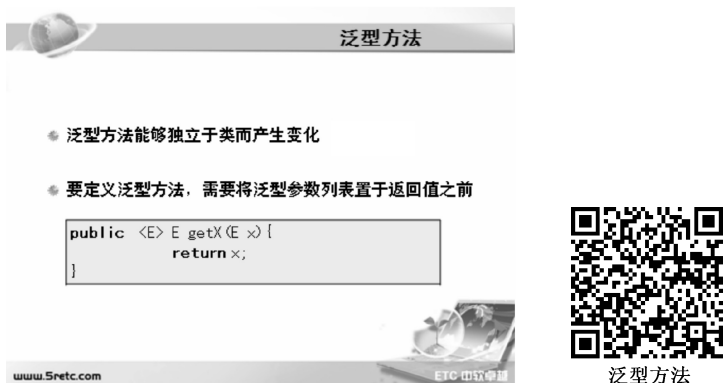 泛型方法
泛型方法能够独立于类而产生变化
要定义泛型方法，需要将泛型参数列表置于返回值之前
public <E> E getX(E x){
return x;
}
www.5retc.com
ETC 中软卓越
泛型方法